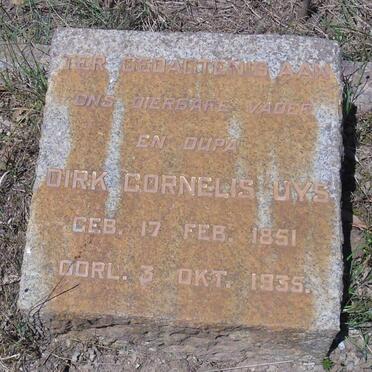 TER GEDAGTENIS AAN
ONS DIERBARE VADER
EN OUPA
DIRK CORNELIS UYS
GEB. 17 FEB. 1851
OORL. 3 OKT. 1935.